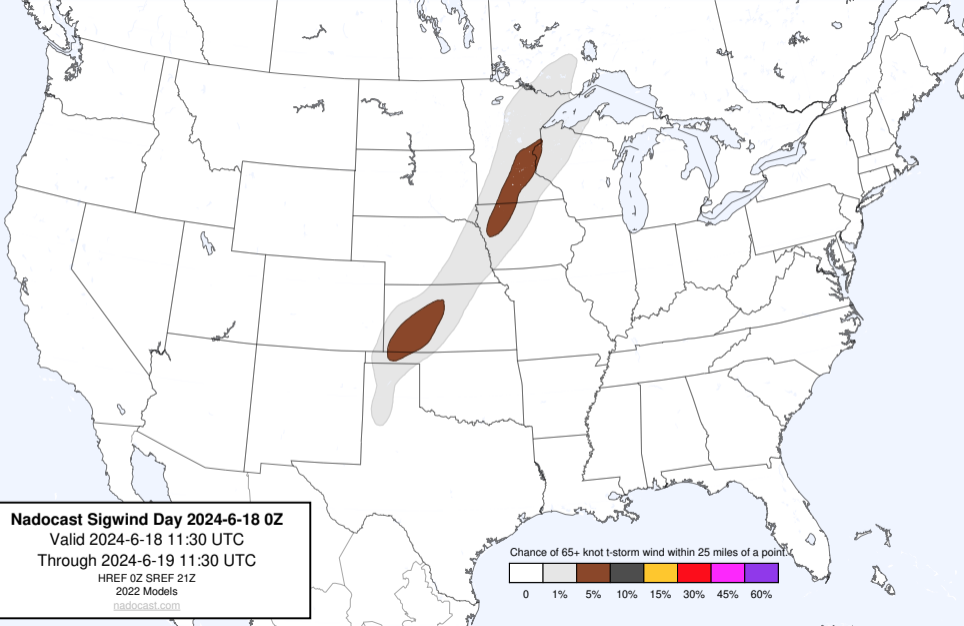 Nadocast Sigwind Day 2024-6-18 0Z
Valid 2024-6-18 11:30 UTC
Through 2024-6-19 11:30 UTC
HREF 0Z SREF 21Z
2022 Models
nadocast.com
Chance of 65+ knot t-storm wind within 25 miles of a point.
0 1% 5% 10% 15% 30% 45% 60%